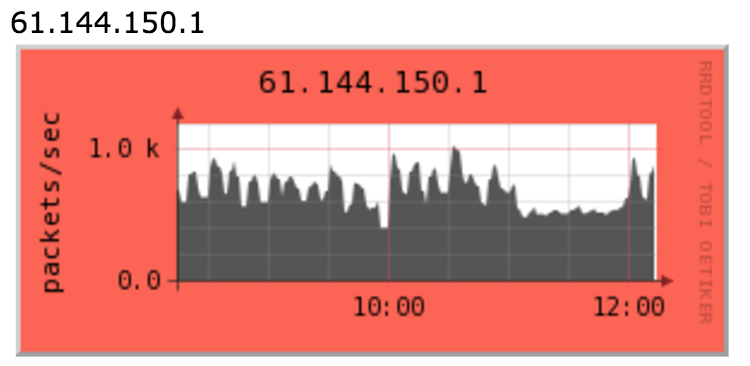 61.144.150.1
61.144.150.1
packets/sec
1.0 k
0.0
10:00
12:00
RRDTOOL / TOBI OETIKER